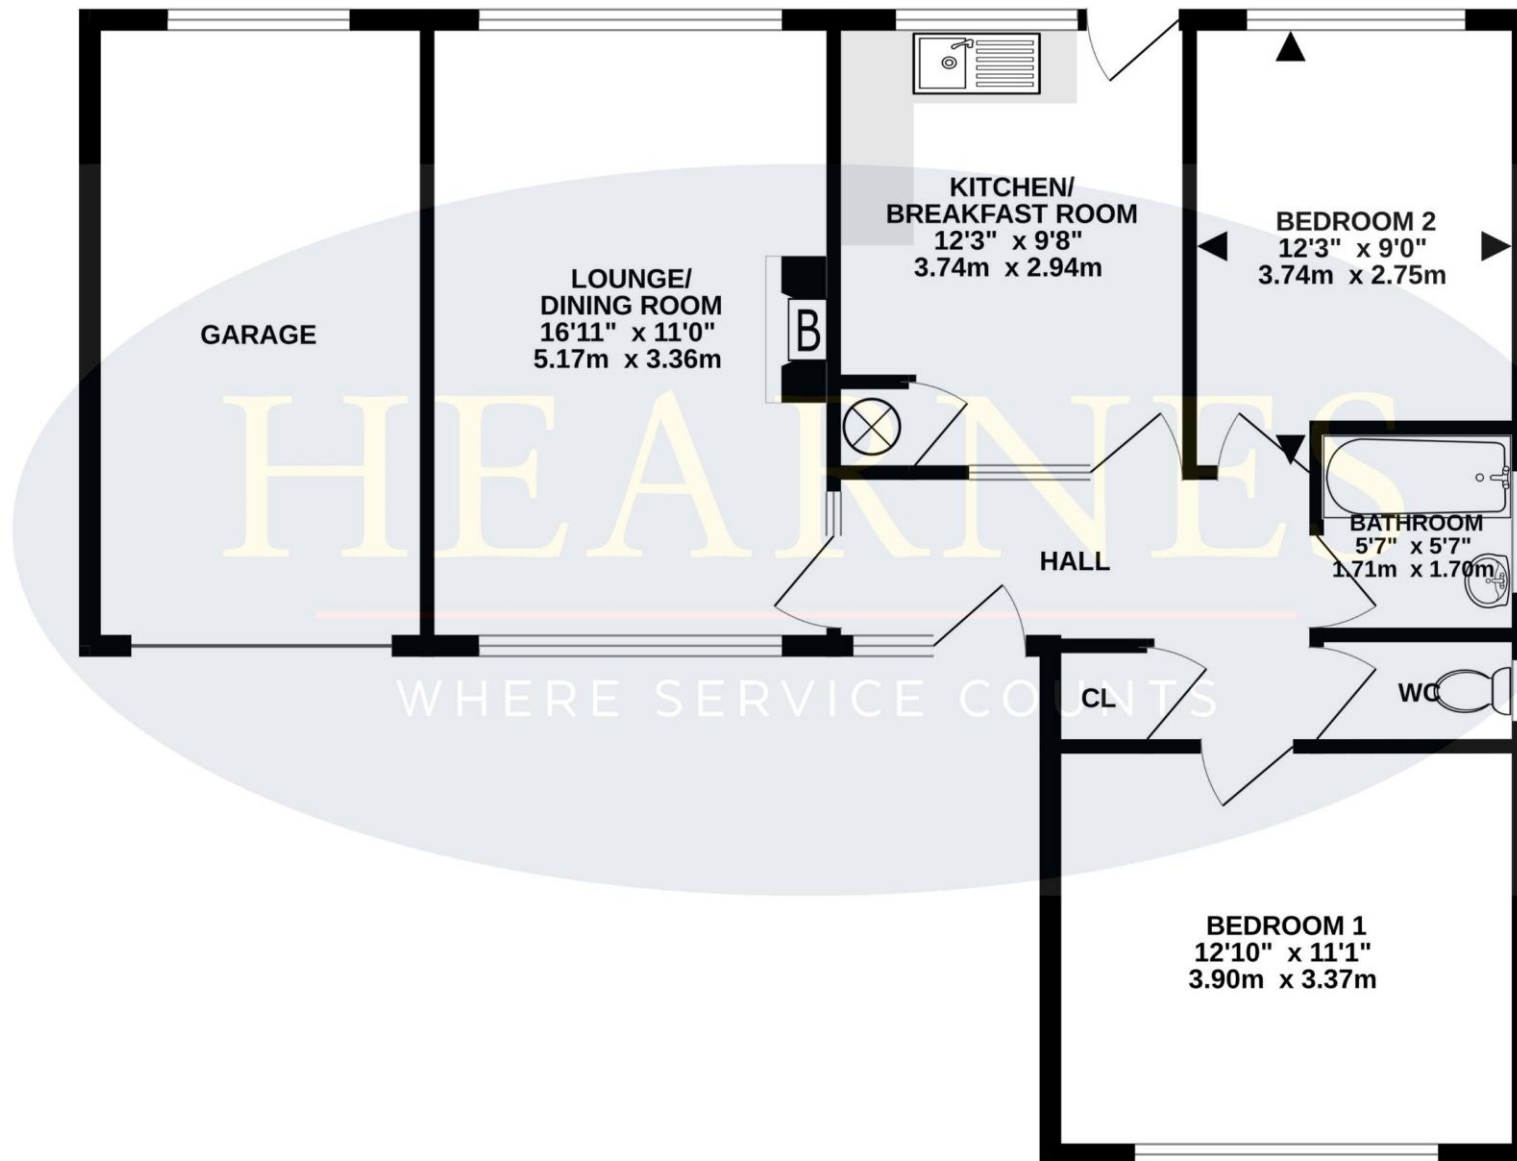 GARAGE
LOUNGE/
DINING ROOM
16'11" x 11'0"
5.17m x 3.36m
B
KITCHEN/
BREAKFAST ROOM
12'3" x 9'8"
3.74m x 2.94m
BEDROOM 2
12'3" x 9'0"
3.74m x 2.75m
HEARNES
WHERE SERVICE COUNTS
HALL
BATHROOM
5'7" x 5'7"
1.71m x 1.70m
CL
WC
BEDROOM 1
12'10" x 11'1"
3.90m x 3.37m